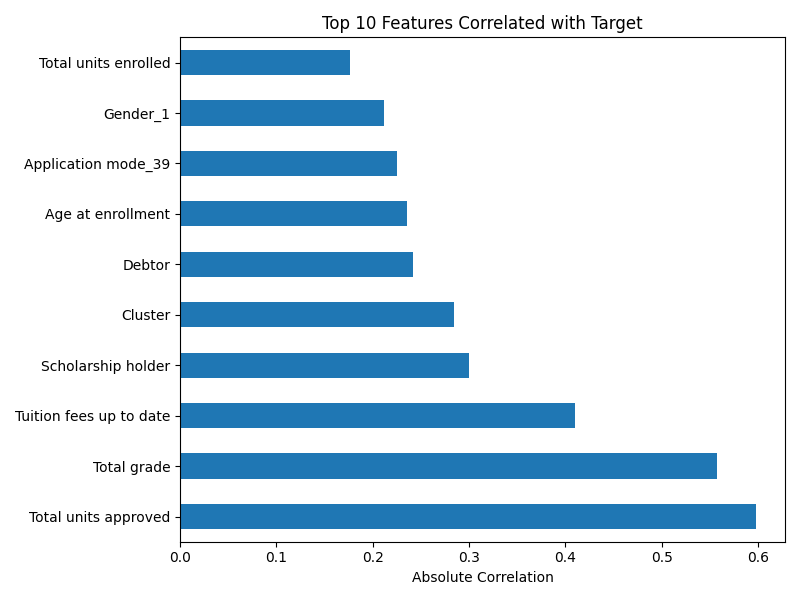 Top 10 Features Correlated with Target
Total units enrolled
Gender_1
Application mode_39
Age at enrollment
Debtor
Cluster
Scholarship holder
Tuition fees up to date
Total grade
Total units approved
0.0 0.1 0.2 0.3 0.4 0.5 0.6
Absolute Correlation